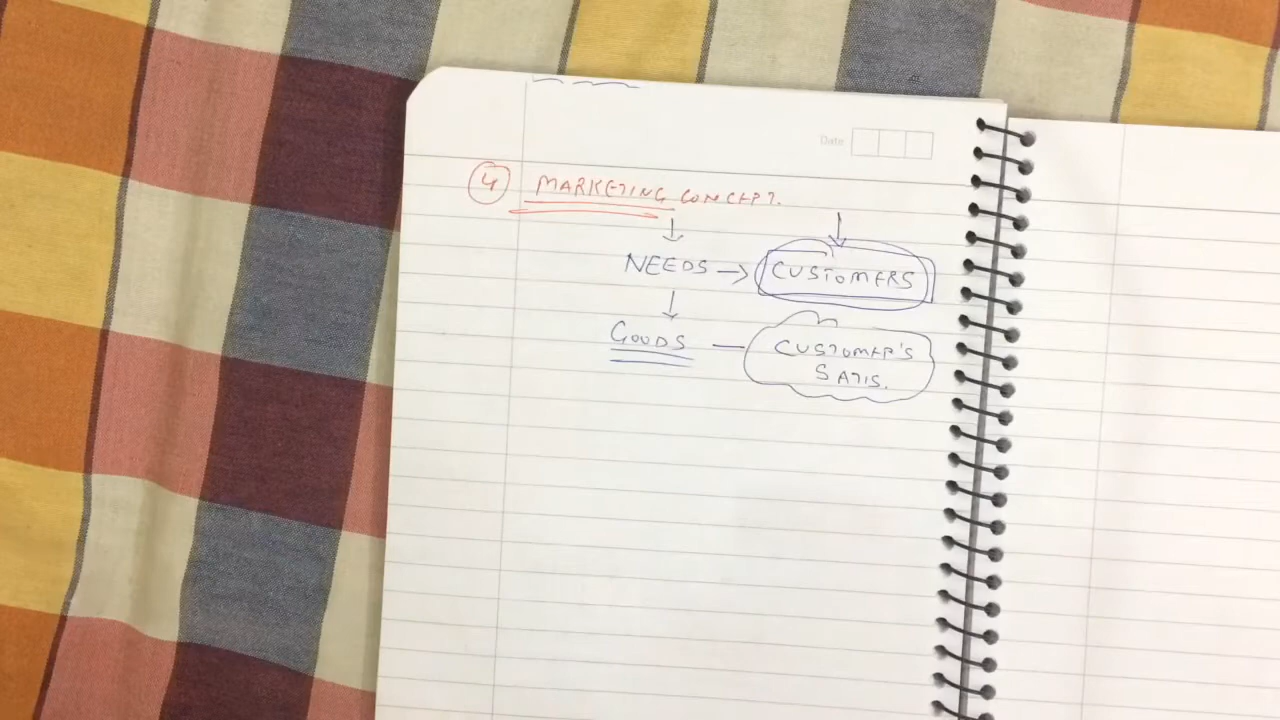 Date
4 MARKETING CONCEPT.
↓ ↓
NEEDS → CUSTOMERS
↓
GOODS — CUSTOMER'S
SATIS.